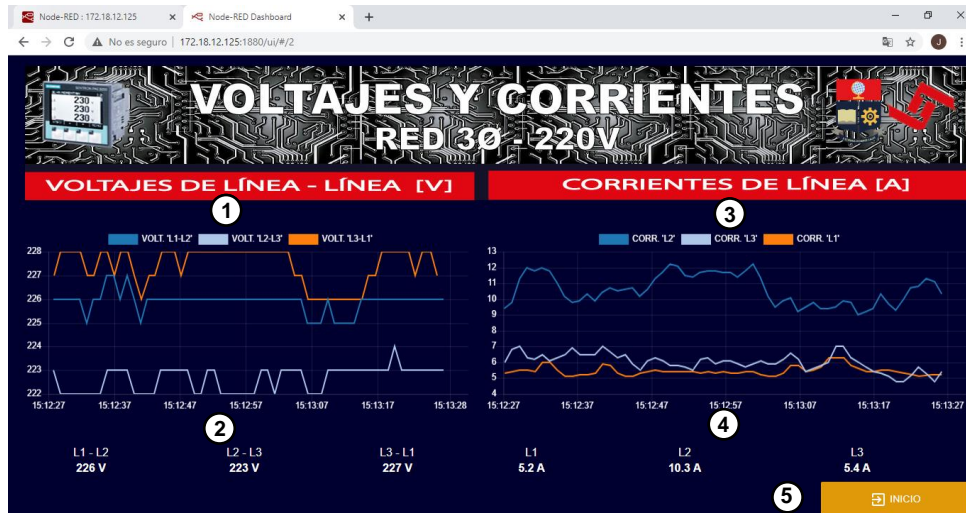 Node-RED : 172.18.12.125
Node-RED Dashboard
No es seguro | 172.18.12.125:1880/ui/#/2
J
230
230
230
VOLTAJES Y CORRIENTES
RED 3Ø - 220V
VOLTAJES DE LÍNEA - LÍNEA [V]
1
VOLT. 'L1-L2' VOLT. 'L2-L3' VOLT. 'L3-L1'
228
227
226
225
224
223
222
15:12:27 15:12:37 15:12:47 15:12:57 15:13:07 15:13:17 15:13:28
2
L1 - L2 L2 - L3 L3 - L1
226 V 223 V 227 V
CORRIENTES DE LÍNEA [A]
3
CORR. 'L2' CORR. 'L3' CORR. 'L1'
13
12
11
10
9
8
7
6
5
4
15:12:27 15:12:37 15:12:47 15:12:57 15:13:07 15:13:17 15:13:27
4
L1 L2 L3
5.2 A 10.3 A 5.4 A
5
INICIO